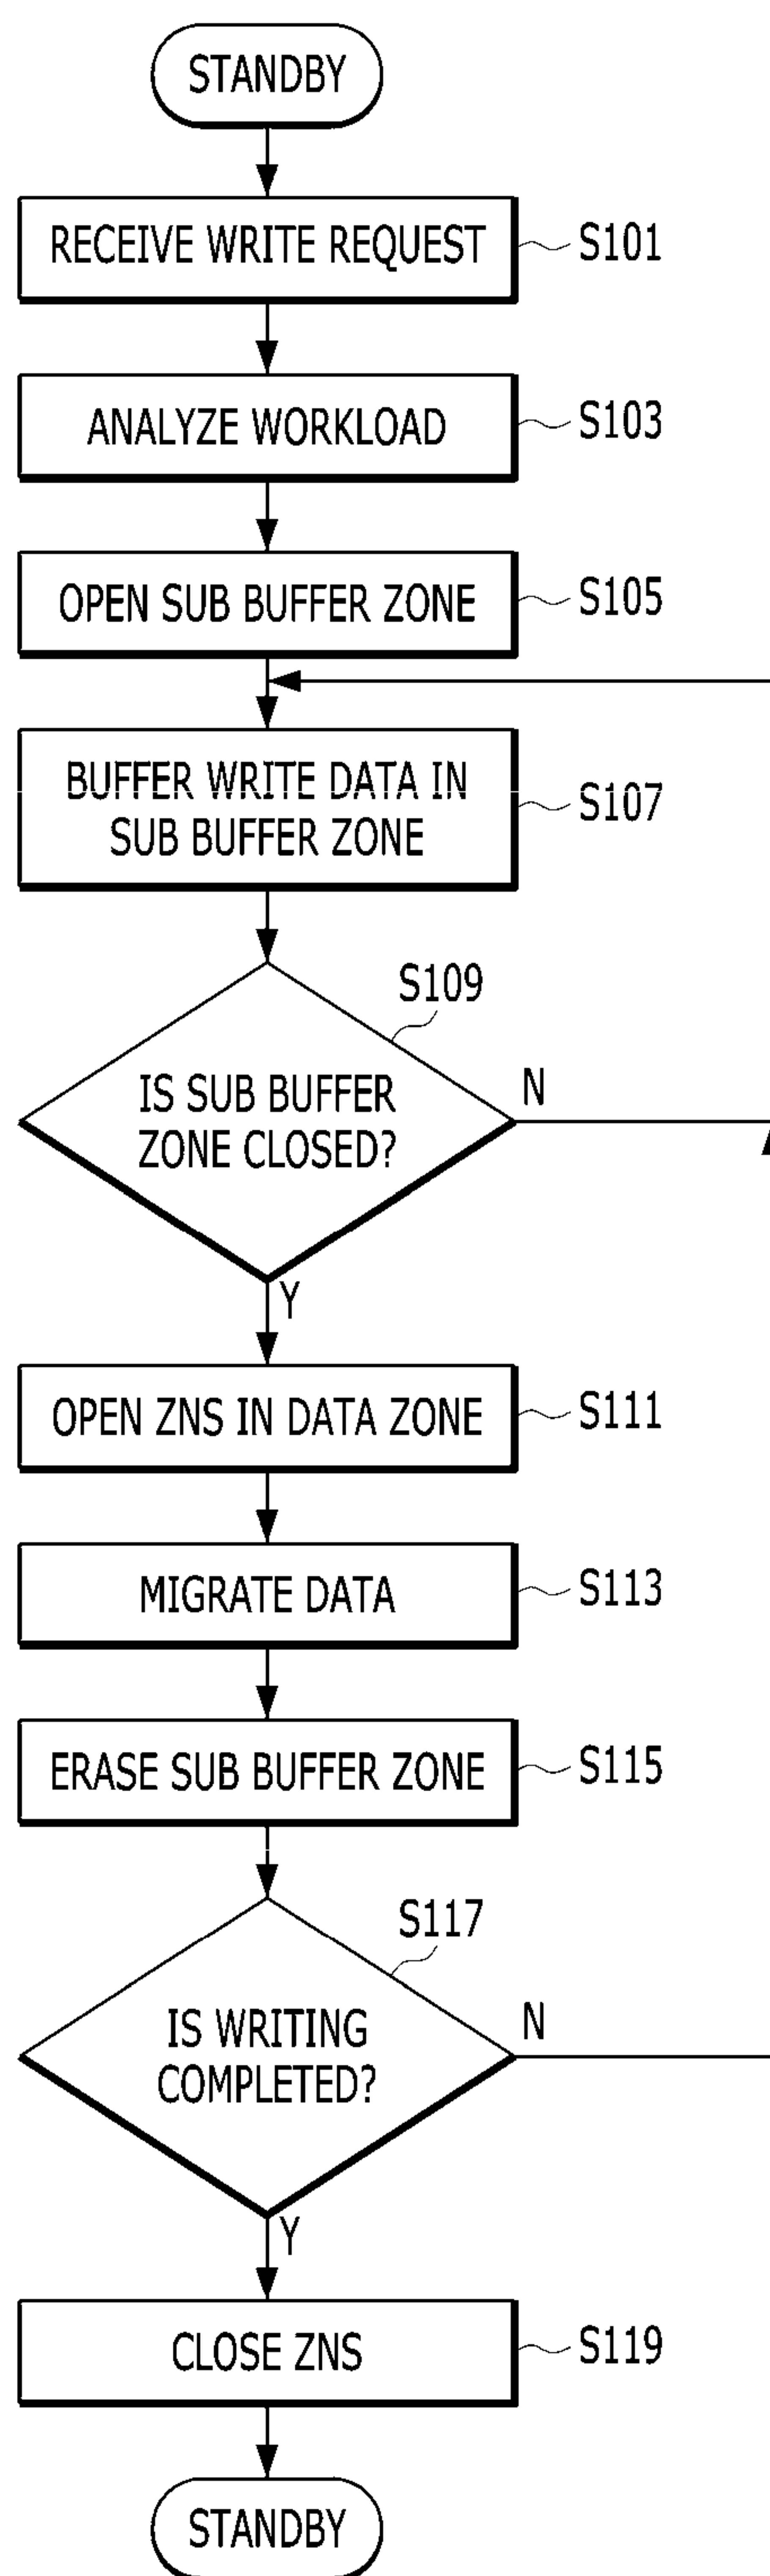 STANDBY
RECEIVE WRITE REQUEST
S101
ANALYZE WORKLOAD
S103
OPEN SUB BUFFER ZONE
S105
BUFFER WRITE DATA IN
SUB BUFFER ZONE
S107
S109
IS SUB BUFFER
ZONE CLOSED?
N
Y
OPEN ZNS IN DATA ZONE
S111
MIGRATE DATA
S113
ERASE SUB BUFFER ZONE
S115
S117
IS WRITING
COMPLETED?
N
Y
CLOSE ZNS
S119
STANDBY